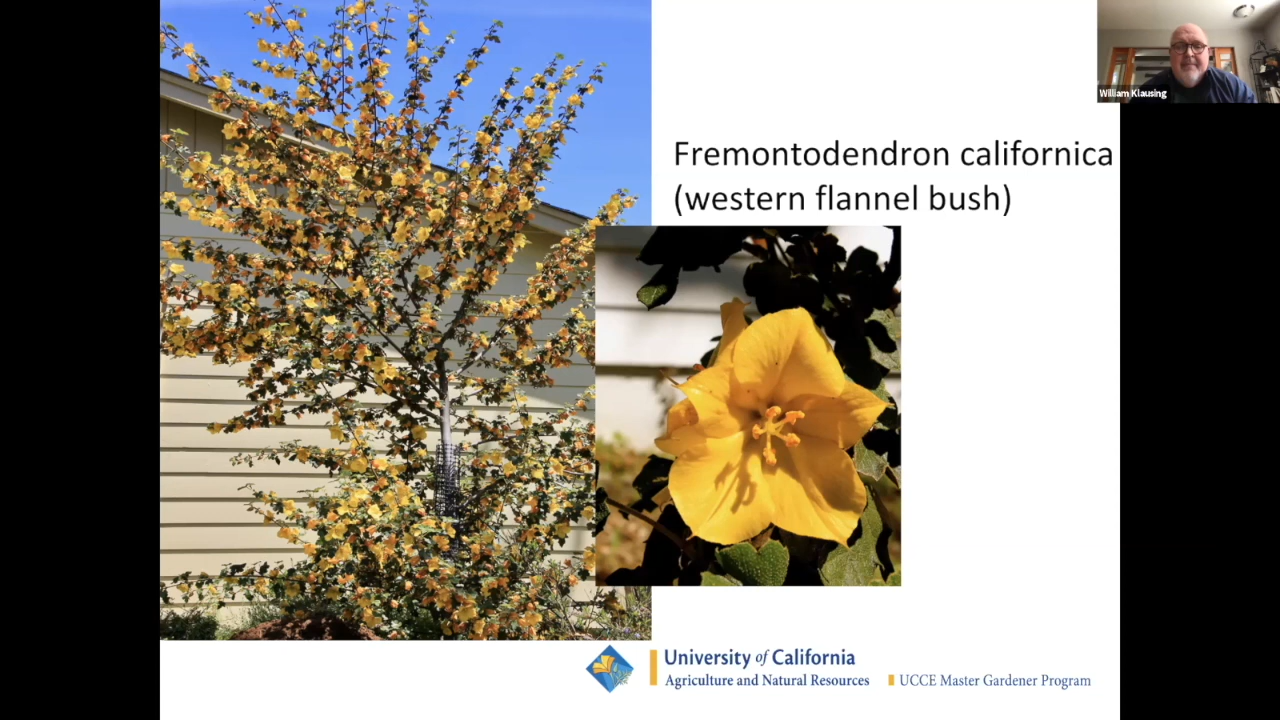 William Klausing
Fremontodendron californica
(western flannel bush)
University of California
Agriculture and Natural Resources
UCCE Master Gardener Program